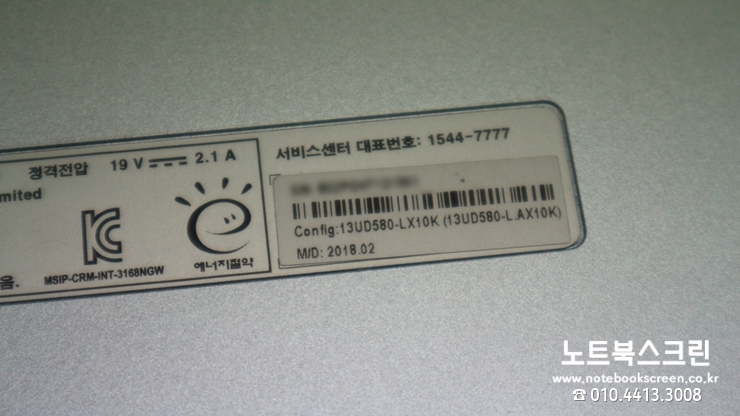 정격전압 19 V 2.1 A
imited
KC
MSIP-CRM-INT-3168NGW
음.
에너지절약
서비스센터 대표번호: 1544-7777
Config:13UD580-LX10K (13UD580-L.AX10K)
M/D: 2018.02
노트북스크린
www.notebookscreen.co.kr
☎ 010.4413.3008